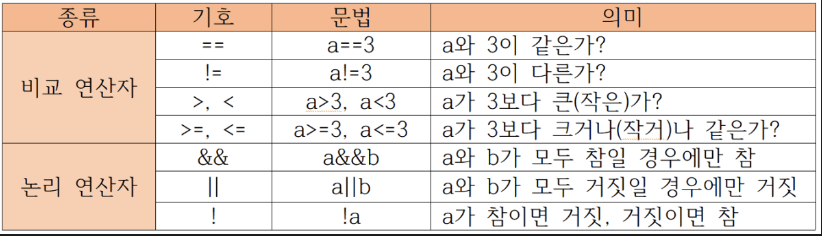 종류 기호 문법 의미
비교 연산자 == a==3 a와 3이 같은가?
!= a!=3 a와 3이 다른가?
>, < a>3, a<3 a가 3보다 큰(작은)가?
>=, <= a>=3, a<=3 a가 3보다 크거나(작거)나 같은가?
논리 연산자 && a&&b a와 b가 모두 참일 경우에만 참
|| a||b a와 b가 모두 거짓일 경우에만 거짓
! !a a가 참이면 거짓, 거짓이면 참